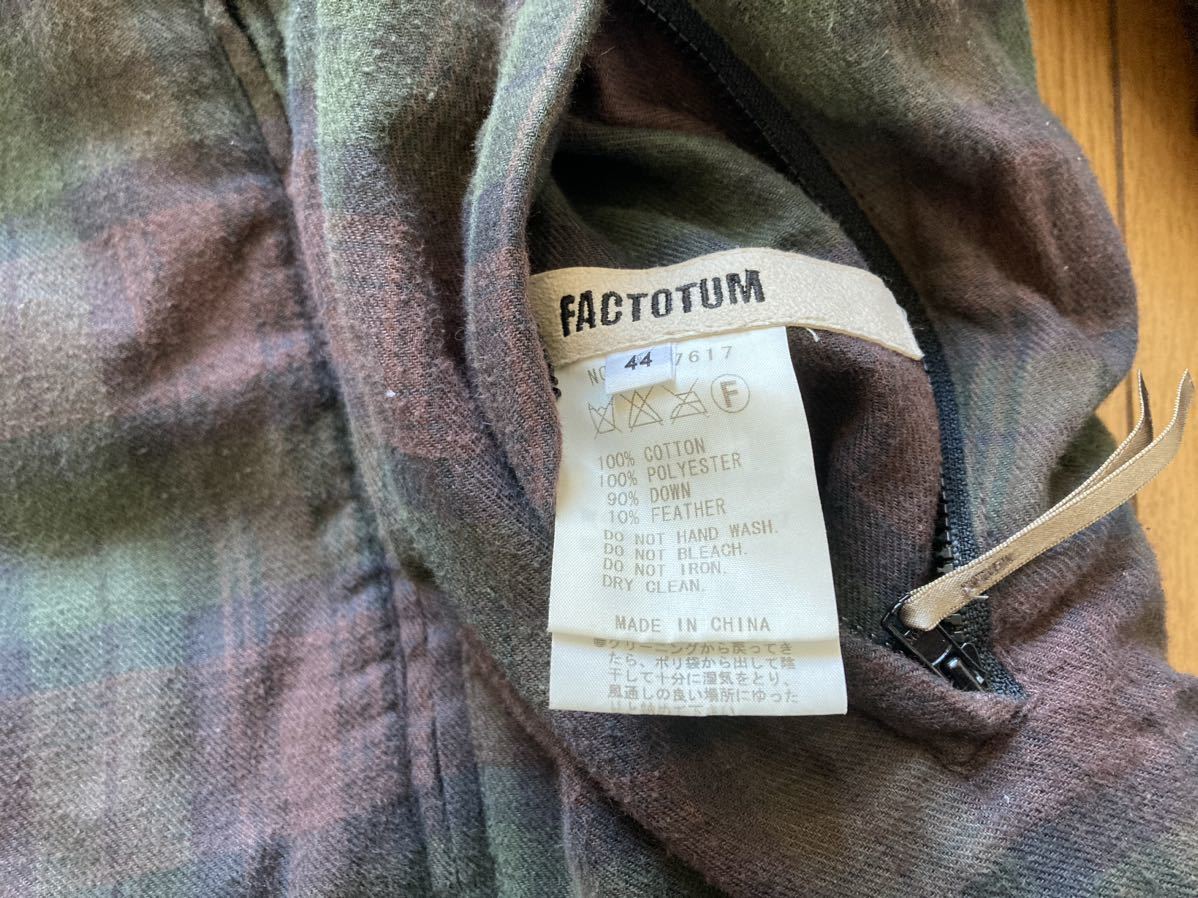 FACTOTUM
44
NO 7617
F
100% COTTON
100% POLYESTER
90% DOWN
10% FEATHER
DO NOT HAND WASH.
DO NOT BLEACH.
DO NOT IRON.
DRY CLEAN.
MADE IN CHINA
●クリーニングから戻ってき
たら、ポリ袋から出して陰
干して十分に湿気をとり、
風通しの良い場所にゆった